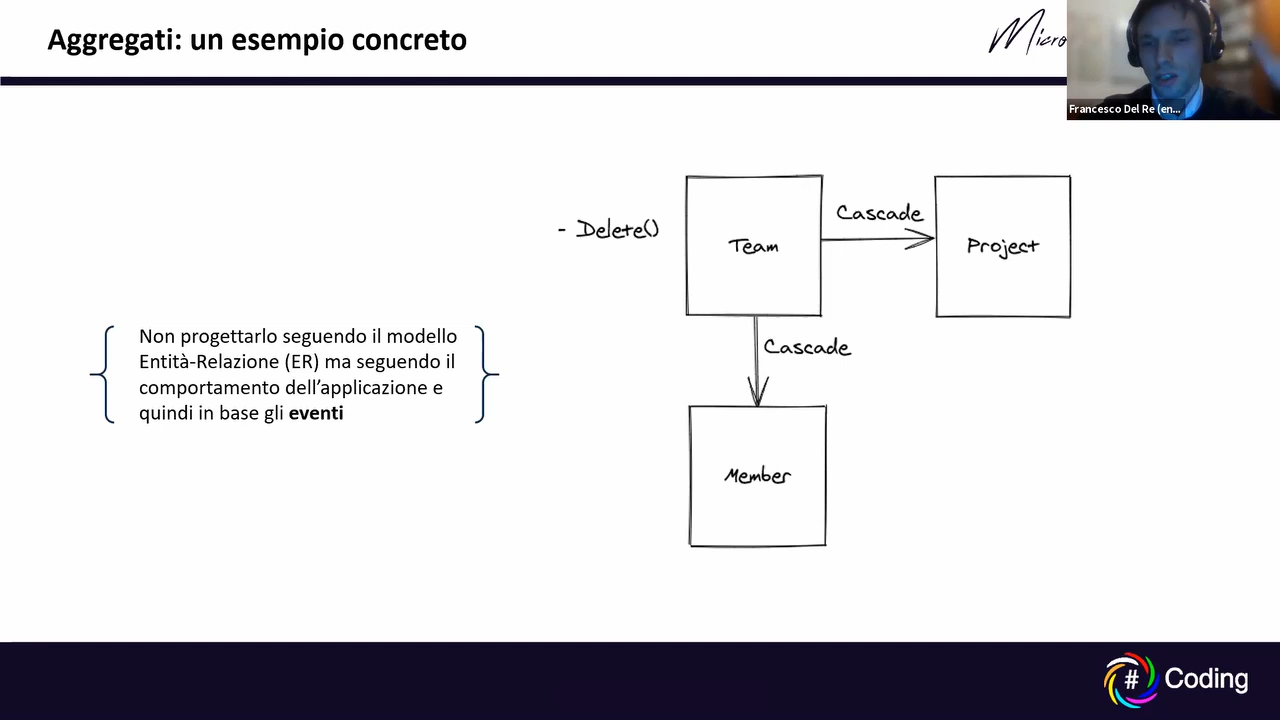 Aggregati: un esempio concreto
Micro
Francesco Del Re (en...
Cascade
- Delete()
Team
Project
Non progettarlo seguendo il modello
Entità-Relazione (ER) ma seguendo il
comportamento dell’applicazione e
quindi in base gli eventi
Cascade
Member
# Coding